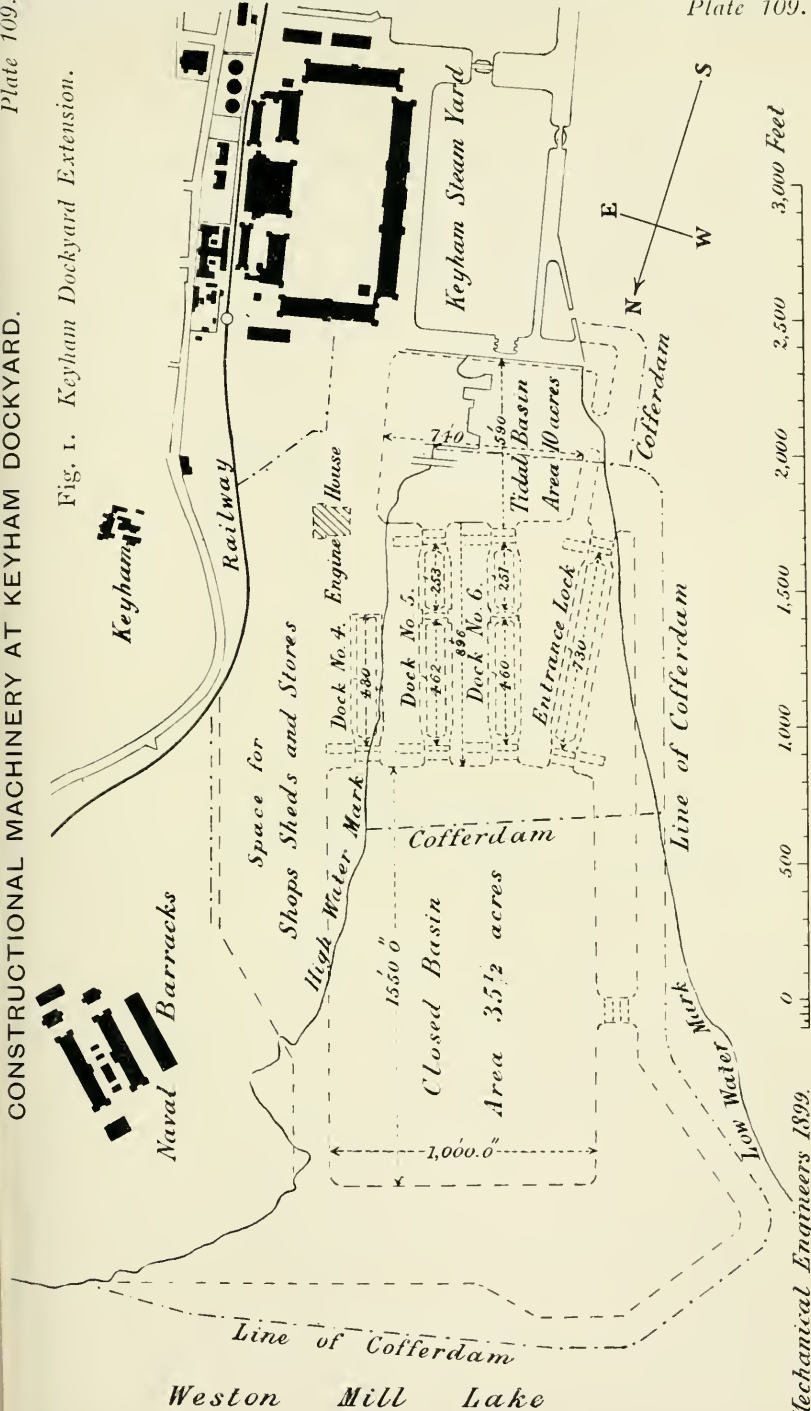 Plate 109.
Plate 109.
CONSTRUCTIONAL MACHINERY AT KEYHAM DOCKYARD.
Fig. 1. Keyham Dockyard Extension.
Keyham
Railway
Keyham Steam Yard
Naval Barracks
Space for
Shops Sheds and Stores
Engine House
High Water Mark
Dock No. 4.
430
Dock No. 5.
462
253
896
Dock No. 6.
460
251
Entrance Lock
730
740
590
Tidal Basin
Area 10 acres
Cofferdam
Cofferdam
Line of Cofferdam
1550' 0"
Closed Basin
Area 35 1/2 acres
1,000'. 0"
Low Water Mark
Line of Cofferdam
Weston Mill Lake
N
E
S
W
0 500 1,000 1,500 2,000 2,500 3,000 Feet
Mechanical Engineers 1899.